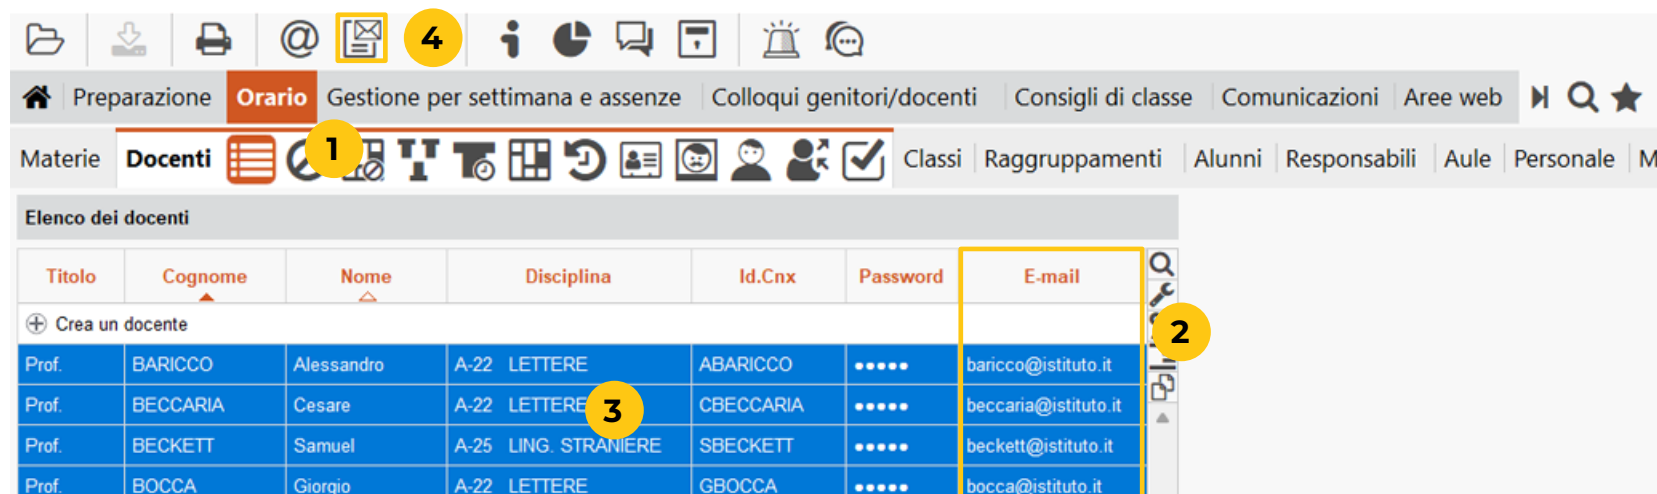 4
Preparazione Orario Gestione per settimana e assenze Colloqui genitori/docenti Consigli di classe Comunicazioni Aree web
1
Materie Docenti Classi Raggruppamenti Alunni Responsabili Aule Personale M
Elenco dei docenti
Titolo Cognome Nome Disciplina Id.Cnx Password E-mail
Crea un docente
2
Prof. BARICCO Alessandro A-22 LETTERE ABARICCO ●●●●● baricco@istituto.it
Prof. BECCARIA Cesare A-22 LETTERE CBECCARIA ●●●●● beccaria@istituto.it
3
Prof. BECKETT Samuel A-25 LING. STRANIERE SBECKETT ●●●●● beckett@istituto.it
Prof. BOCCA Giorgio A-22 LETTERE GBOCCA ●●●●● bocca@istituto.it